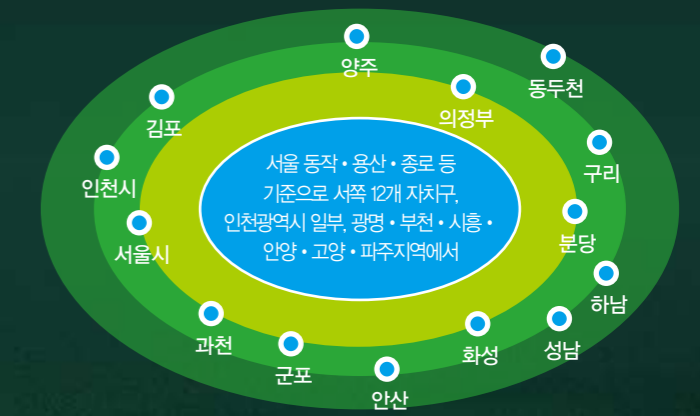 양주
동두천
의정부
김포
구리
인천시
서울 동작 • 용산 • 종로 등
기준으로 서쪽 12개 자치구,
인천광역시 일부, 광명 • 부천 • 시흥 •
안양 • 고양 • 파주지역에서
서울시
분당
하남
과천
군포
화성
성남
안산